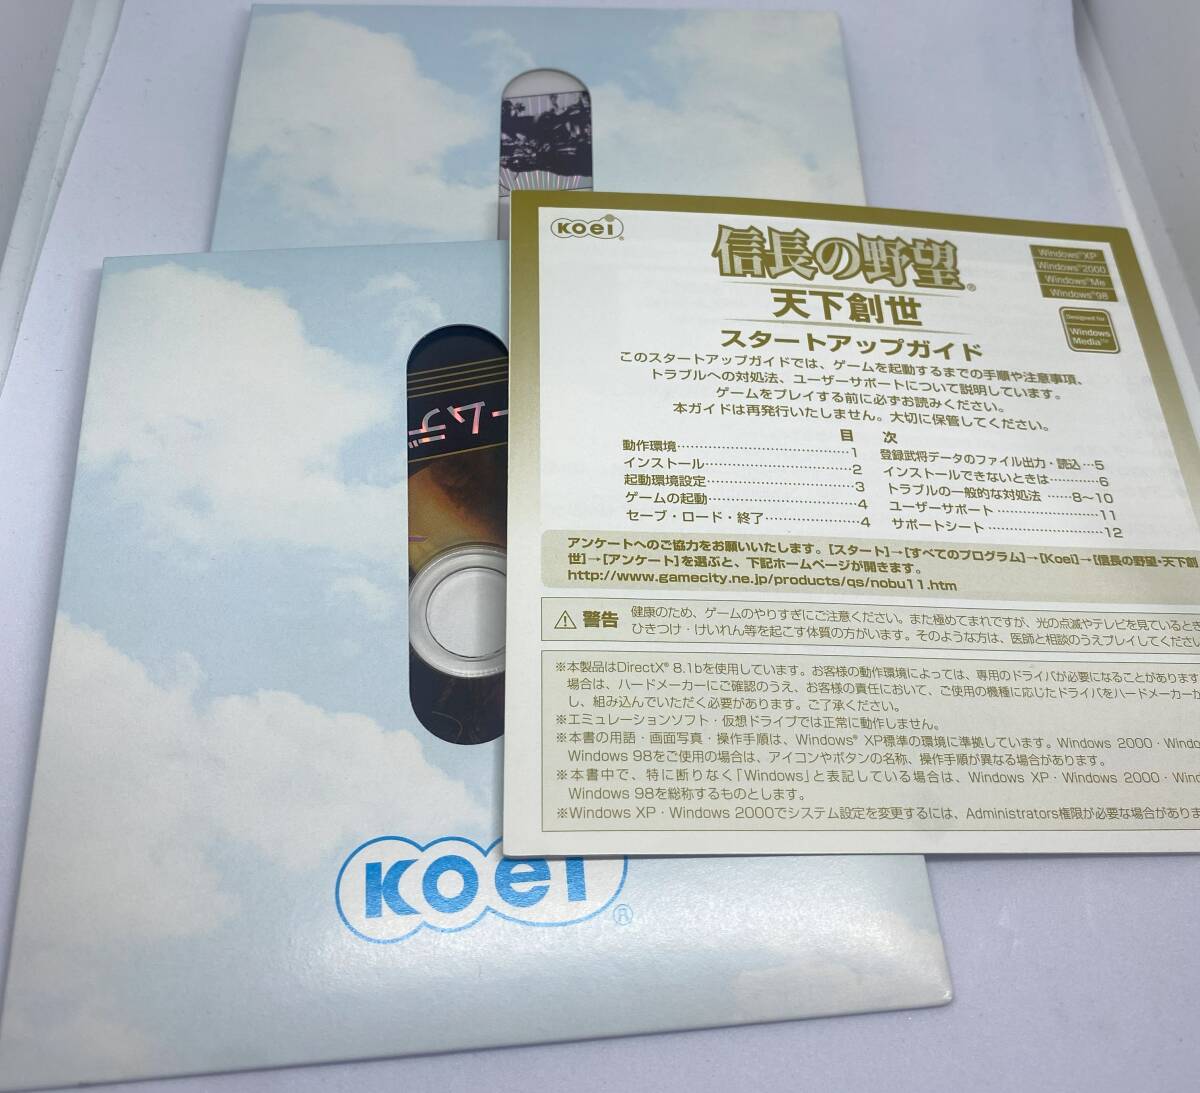 Koei®
信長の野望®
天下創世
スタートアップガイド
Windows® XP
Windows® 2000
Windows® Me
Windows® 98
Designed for
Windows
Media™
このスタートアップガイドでは、ゲームを起動するまでの手順や注意事項、
トラブルへの対処法、ユーザーサポートについて説明しています。
ゲームをプレイする前に必ずお読みください。
本ガイドは再発行いたしません。大切に保管してください。
目 次
動作環境……………………………1
インストール………………………2
起動環境設定………………………3
ゲームの起動………………………4
セーブ・ロード・終了………………4
登録武将データのファイル出力・読込…5
インストールできないときは…………6
トラブルの一般的な対処法 ……8～10
ユーザーサポート …………………11
サポートシート……………………12
アンケートへのご協力をお願いいたします。[スタート]→[すべてのプログラム]→[Koei]→[信長の野望・天下創
世]→[アンケート]を選ぶと、下記ホームページが開きます。
http://www.gamecity.ne.jp/products/qs/nobu11.htm
警告
健康のため、ゲームのやりすぎにご注意ください。また極めてまれですが、光の点滅やテレビを見ているとき
ひきつけ・けいれん等を起こす体質の方がいます。そのような方は、医師と相談のうえプレイしてください
※本製品はDirectX® 8.1bを使用しています。お客様の動作環境によっては、専用のドライバが必要になることがあります
場合は、ハードメーカーにご確認のうえ、お客様の責任において、ご使用の機種に応じたドライバをハードメーカーか
し、組み込んでいただく必要があります。ご了承ください。
※エミュレーションソフト・仮想ドライブでは正常に動作しません。
※本書の用語・画面写真・操作手順は、Windows® XP標準の環境に準拠しています。Windows 2000・Windo
Windows 98をご使用の場合は、アイコンやボタンの名称、操作手順が異なる場合があります。
※本書中で、特に断りなく「Windows」と表記している場合は、Windows XP・Windows 2000・Wind
Windows 98を総称するものとします。
※Windows XP・Windows 2000でシステム設定を変更するには、Administrators権限が必要な場合がありま
ームデ
Koei®